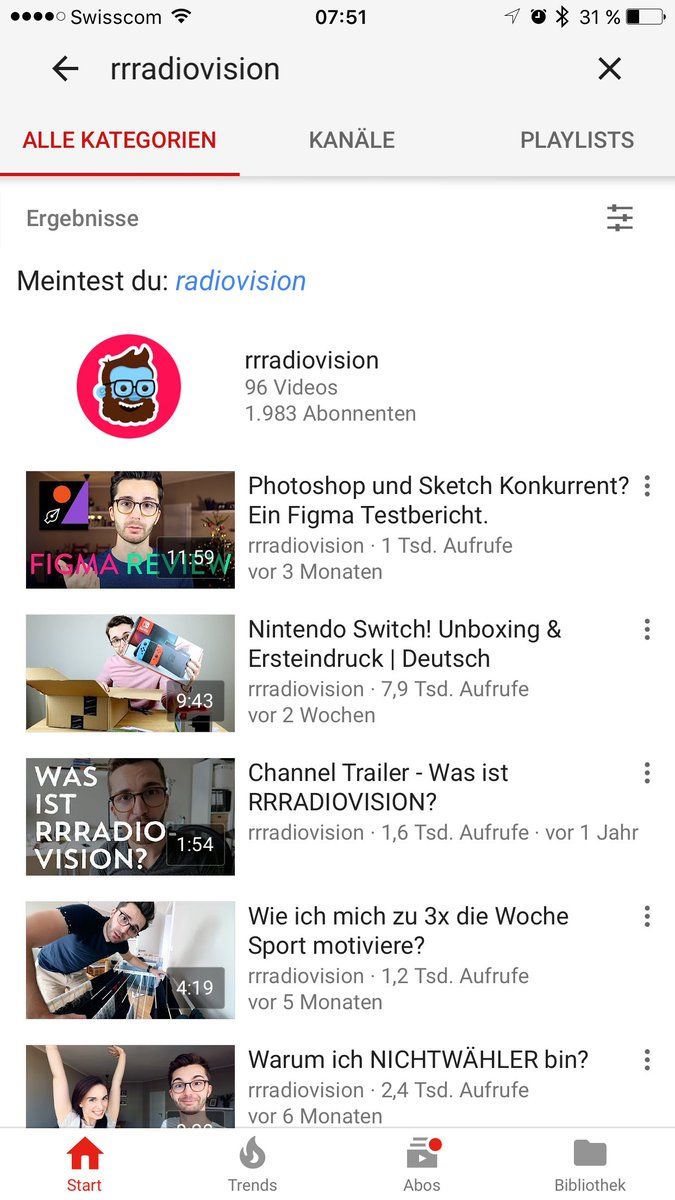 Swisscom 07:51 31 %
rrradiovision
ALLE KATEGORIEN KANÄLE PLAYLISTS
Ergebnisse
Meintest du: radiovision
rrradiovision
96 Videos
1.983 Abonnenten
FIGMA REVIEW
11:59
Photoshop und Sketch Konkurrent?
Ein Figma Testbericht.
rrradiovision · 1 Tsd. Aufrufe
vor 3 Monaten
9:43
Nintendo Switch! Unboxing &
Ersteindruck | Deutsch
rrradiovision · 7,9 Tsd. Aufrufe
vor 2 Wochen
WAS
IST
RRRADIO-
VISION?
1:54
Channel Trailer - Was ist
RRRADIOVISION?
rrradiovision · 1,6 Tsd. Aufrufe · vor 1 Jahr
4:19
Wie ich mich zu 3x die Woche
Sport motiviere?
rrradiovision · 1,2 Tsd. Aufrufe
vor 5 Monaten
Warum ich NICHTWÄHLER bin?
rrradiovision · 2,4 Tsd. Aufrufe
vor 6 Monaten
Start Trends Abos Bibliothek